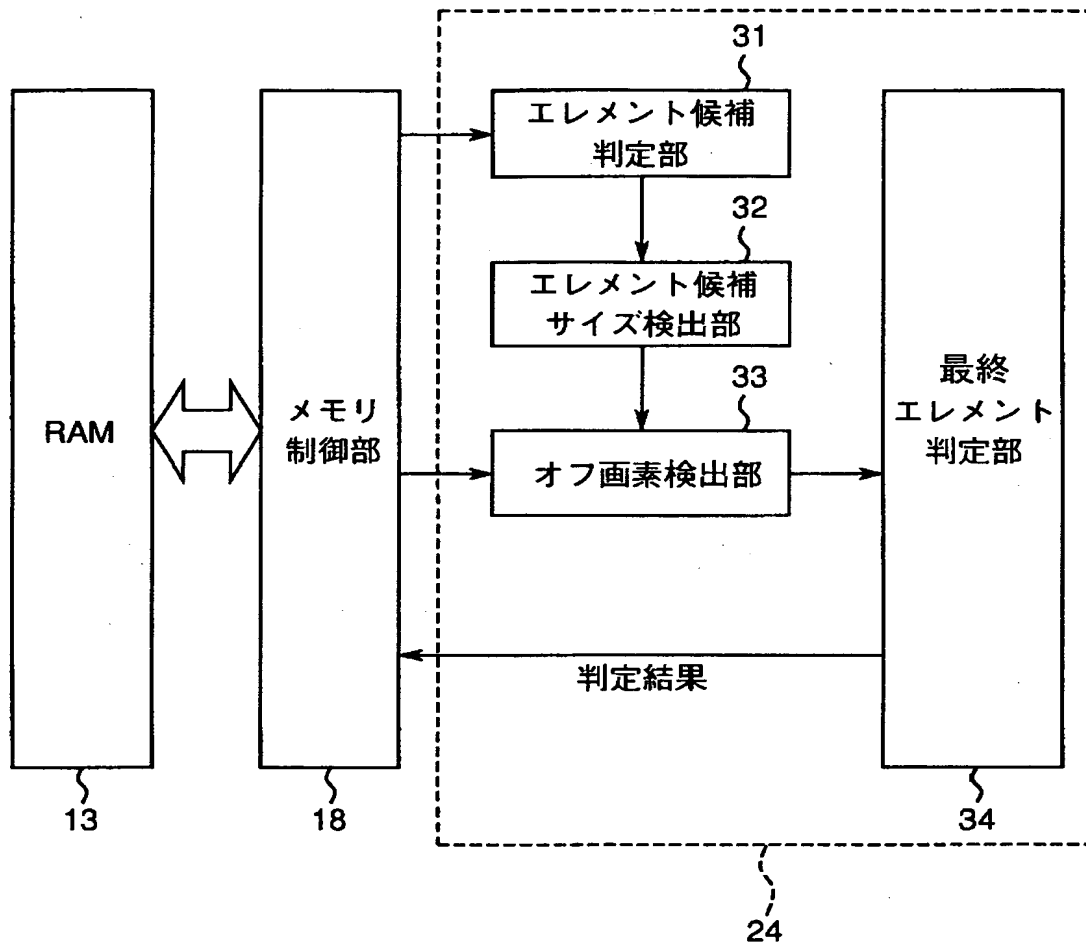 31
エレメント候補
判定部
32
エレメント候補
サイズ検出部
33
オフ画素検出部
RAM
メモリ
制御部
最終
エレメント
判定部
判定結果
13
18
34
24